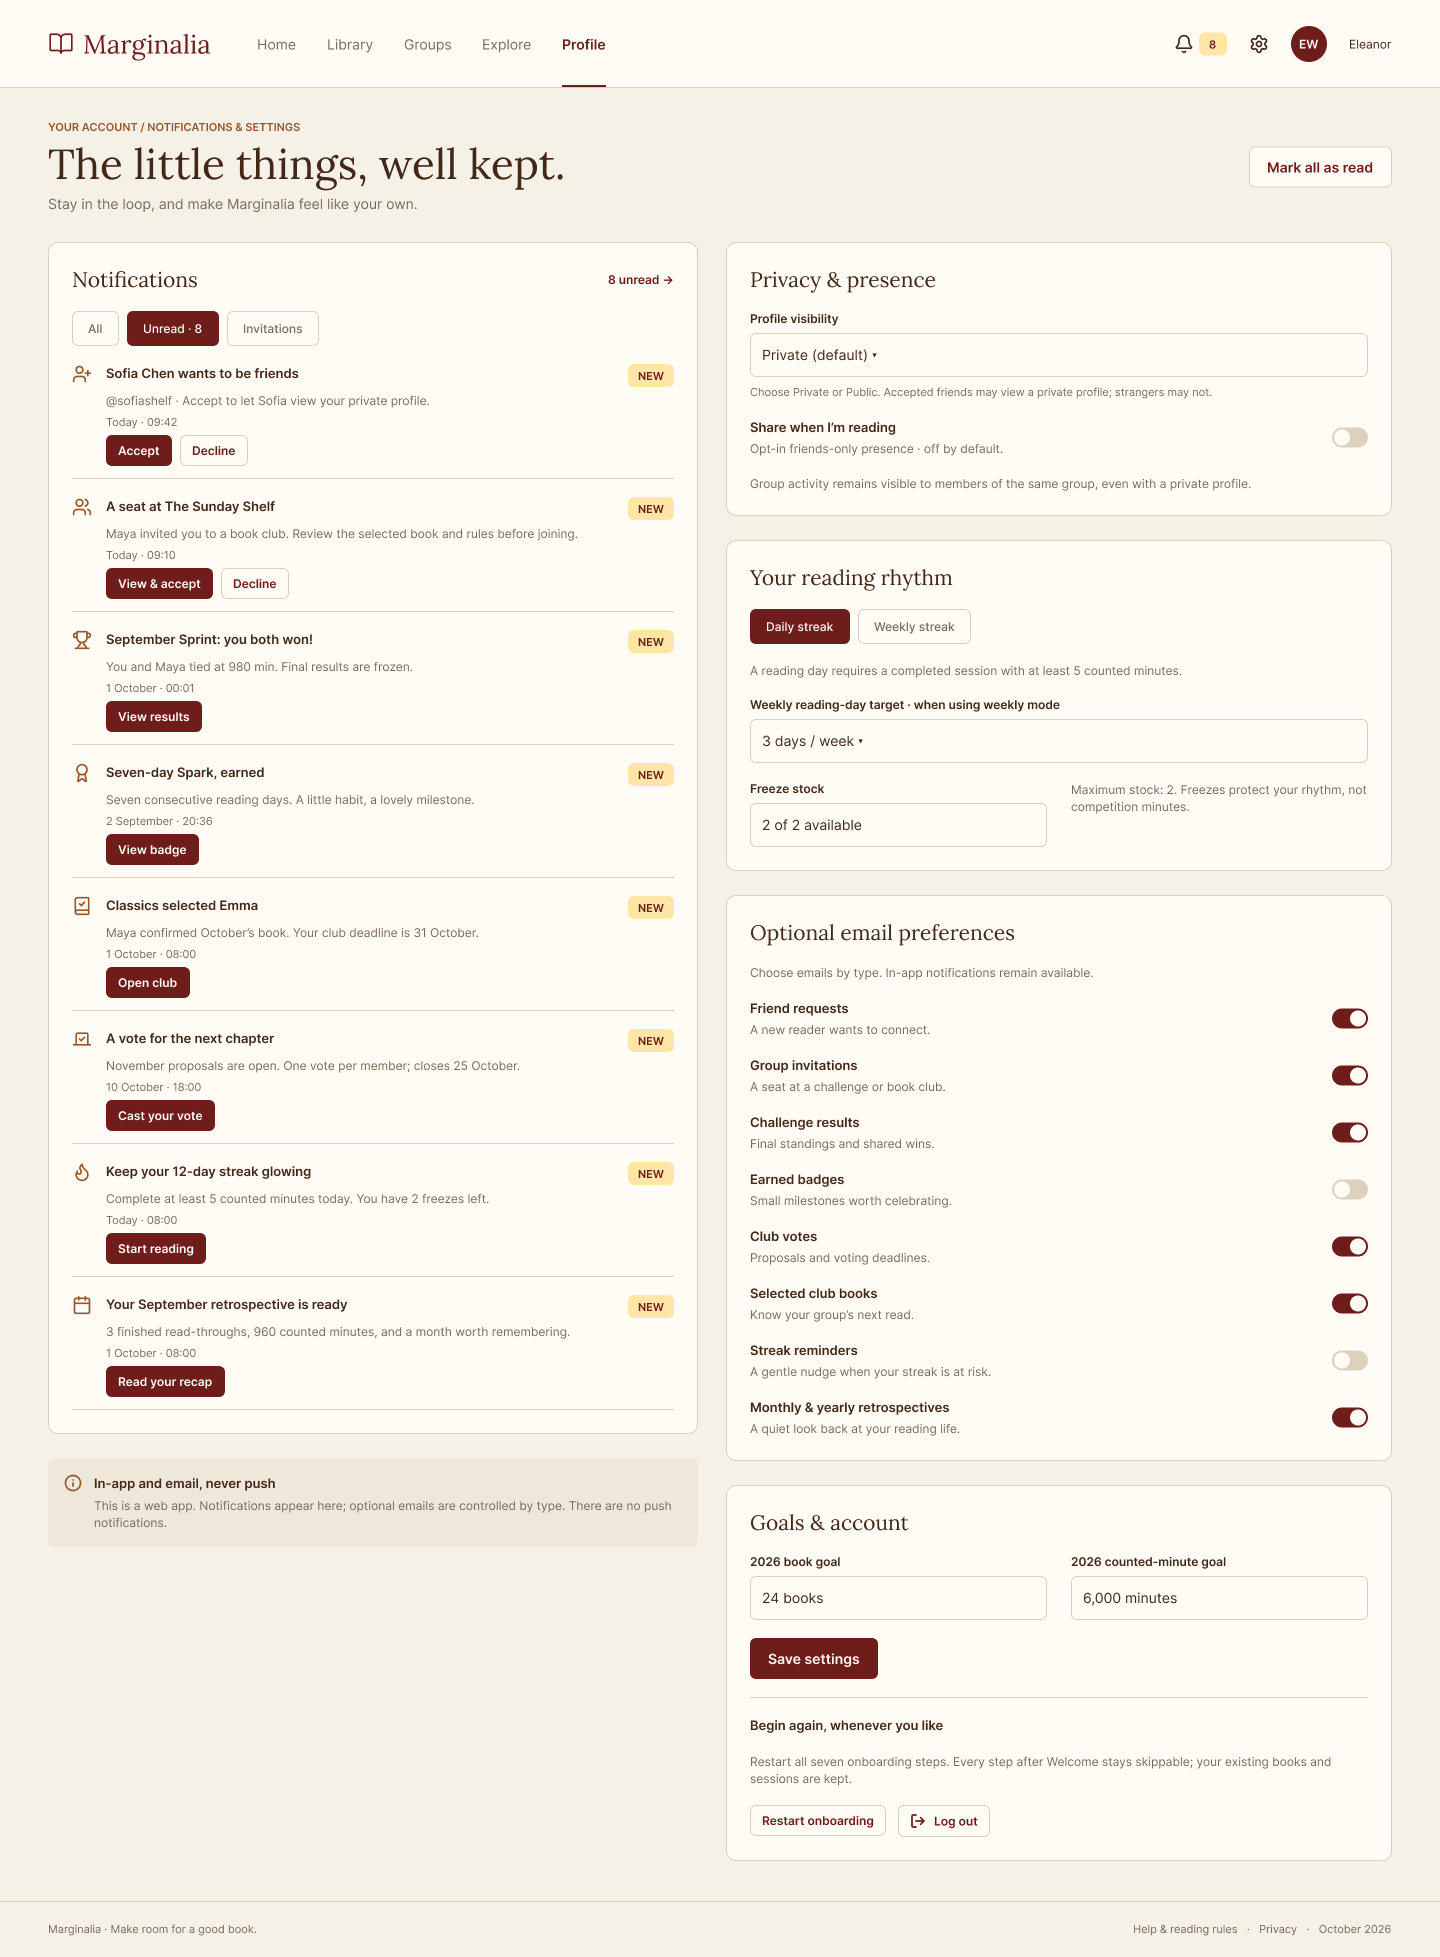 Marginalia
Home
Library
Groups
Explore
Profile
8
EW
Eleanor
YOUR ACCOUNT / NOTIFICATIONS & SETTINGS
The little things, well kept.
Stay in the loop, and make Marginalia feel like your own.
Mark all as read
Notifications
8 unread →
All
Unread · 8
Invitations
Sofia Chen wants to be friends
NEW
@sofiashelf · Accept to let Sofia view your private profile.
Today · 09:42
Accept
Decline
A seat at The Sunday Shelf
NEW
Maya invited you to a book club. Review the selected book and rules before joining.
Today · 09:10
View & accept
Decline
September Sprint: you both won!
NEW
You and Maya tied at 980 min. Final results are frozen.
1 October · 00:01
View results
Seven-day Spark, earned
NEW
Seven consecutive reading days. A little habit, a lovely milestone.
2 September · 20:36
View badge
Classics selected Emma
NEW
Maya confirmed October’s book. Your club deadline is 31 October.
1 October · 08:00
Open club
A vote for the next chapter
NEW
November proposals are open. One vote per member; closes 25 October.
10 October · 18:00
Cast your vote
Keep your 12-day streak glowing
NEW
Complete at least 5 counted minutes today. You have 2 freezes left.
Today · 08:00
Start reading
Your September retrospective is ready
NEW
3 finished read-throughs, 960 counted minutes, and a month worth remembering.
1 October · 08:00
Read your recap
In-app and email, never push
This is a web app. Notifications appear here; optional emails are controlled by type. There are no push
notifications.
Privacy & presence
Profile visibility
Private (default) ▾
Choose Private or Public. Accepted friends may view a private profile; strangers may not.
Share when I’m reading
Opt-in friends-only presence · off by default.
Group activity remains visible to members of the same group, even with a private profile.
Your reading rhythm
Daily streak
Weekly streak
A reading day requires a completed session with at least 5 counted minutes.
Weekly reading-day target · when using weekly mode
3 days / week ▾
Freeze stock
2 of 2 available
Maximum stock: 2. Freezes protect your rhythm, not
competition minutes.
Optional email preferences
Choose emails by type. In-app notifications remain available.
Friend requests
A new reader wants to connect.
Group invitations
A seat at a challenge or book club.
Challenge results
Final standings and shared wins.
Earned badges
Small milestones worth celebrating.
Club votes
Proposals and voting deadlines.
Selected club books
Know your group’s next read.
Streak reminders
A gentle nudge when your streak is at risk.
Monthly & yearly retrospectives
A quiet look back at your reading life.
Goals & account
2026 book goal
24 books
2026 counted-minute goal
6,000 minutes
Save settings
Begin again, whenever you like
Restart all seven onboarding steps. Every step after Welcome stays skippable; your existing books and
sessions are kept.
Restart onboarding
Log out
Marginalia · Make room for a good book.
Help & reading rules · Privacy · October 2026